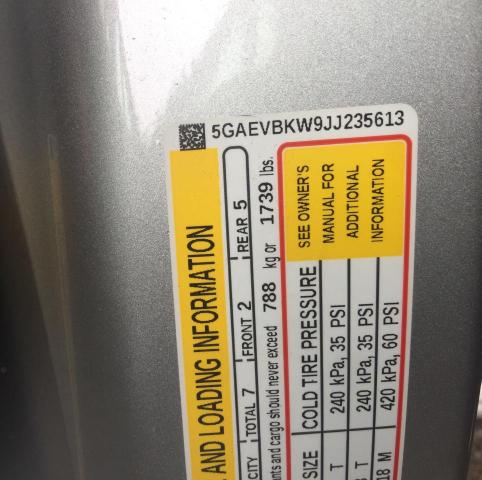 5GAEVBKW9JJ235613
AND LOADING INFORMATION
TOTAL 7 FRONT 2 REAR 5
and cargo should never exceed 788 kg or 1739 lbs.
SIZE COLD TIRE PRESSURE SEE OWNER'S
T 240 kPa, 35 PSI MANUAL FOR
T 240 kPa, 35 PSI ADDITIONAL
18 M 420 kPa, 60 PSI INFORMATION